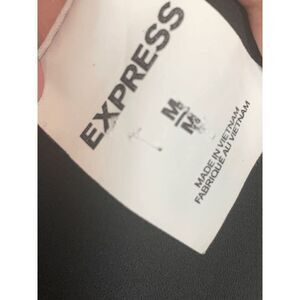 EXPRESS
M
M
MADE IN VIETNAM
FABRIQUÉ AU VIETNAM